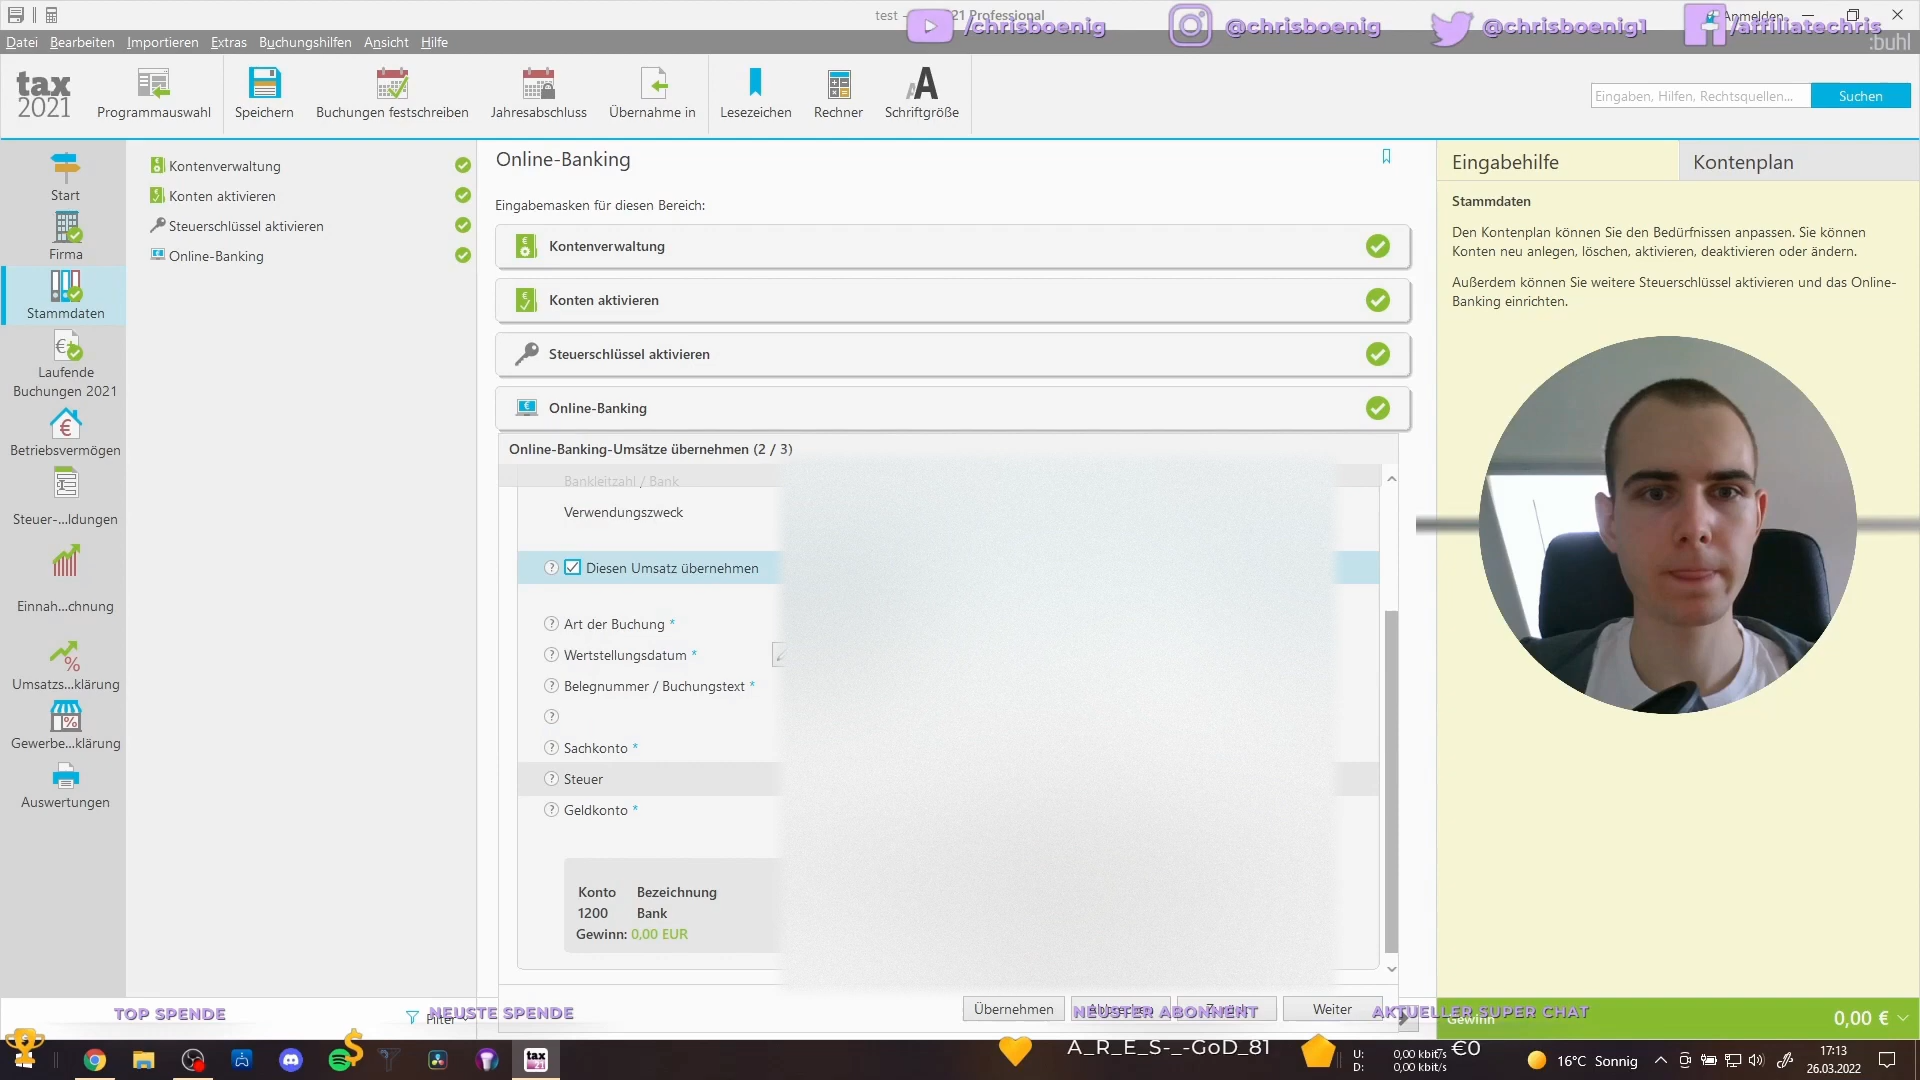 test -
21 Professional
Anmelden
/chrisboenig
@chrisboenig
@chrisboenig1
/affiliatechris
Datei Bearbeiten Importieren Extras Buchungshilfen Ansicht Hilfe
:buhl
tax
2021
Programmauswahl
Speichern
Buchungen festschreiben
Jahresabschluss
Übernahme in
Lesezeichen
Rechner
Schriftgröße
Eingaben, Hilfen, Rechtsquellen...
Suchen
Start
Firma
Stammdaten
Laufende
Buchungen 2021
Betriebsvermögen
Steuer-...ldungen
Einnah...chnung
Umsatzs...klärung
Gewerbe...klärung
Auswertungen
Kontenverwaltung
Konten aktivieren
Steuerschlüssel aktivieren
Online-Banking
Online-Banking
Eingabemasken für diesen Bereich:
Kontenverwaltung
Konten aktivieren
Steuerschlüssel aktivieren
Online-Banking
Online-Banking-Umsätze übernehmen (2 / 3)
Bankleitzahl / Bank
Verwendungszweck
? Diesen Umsatz übernehmen
? Art der Buchung *
? Wertstellungsdatum *
? Belegnummer / Buchungstext *
?
? Sachkonto *
? Steuer
? Geldkonto *
Konto Bezeichnung
1200 Bank
Gewinn: 0,00 EUR
Übernehmen
Weiter
Eingabehilfe
Kontenplan
Stammdaten
Den Kontenplan können Sie den Bedürfnissen anpassen. Sie können
Konten neu anlegen, löschen, aktivieren, deaktivieren oder ändern.
Außerdem können Sie weitere Steuerschlüssel aktivieren und das Online-
Banking einrichten.
Gewinn
0,00 €
TOP SPENDE
Filter
NEUSTE SPENDE
NEUSTER ABONNENT
AKTUELLER SUPER CHAT
A_R_E_S-_-GoD_81
€0
tax
21
U: 0,00 kbit/s
D: 0,00 kbit/s
16°C Sonnig
17:13
26.03.2022